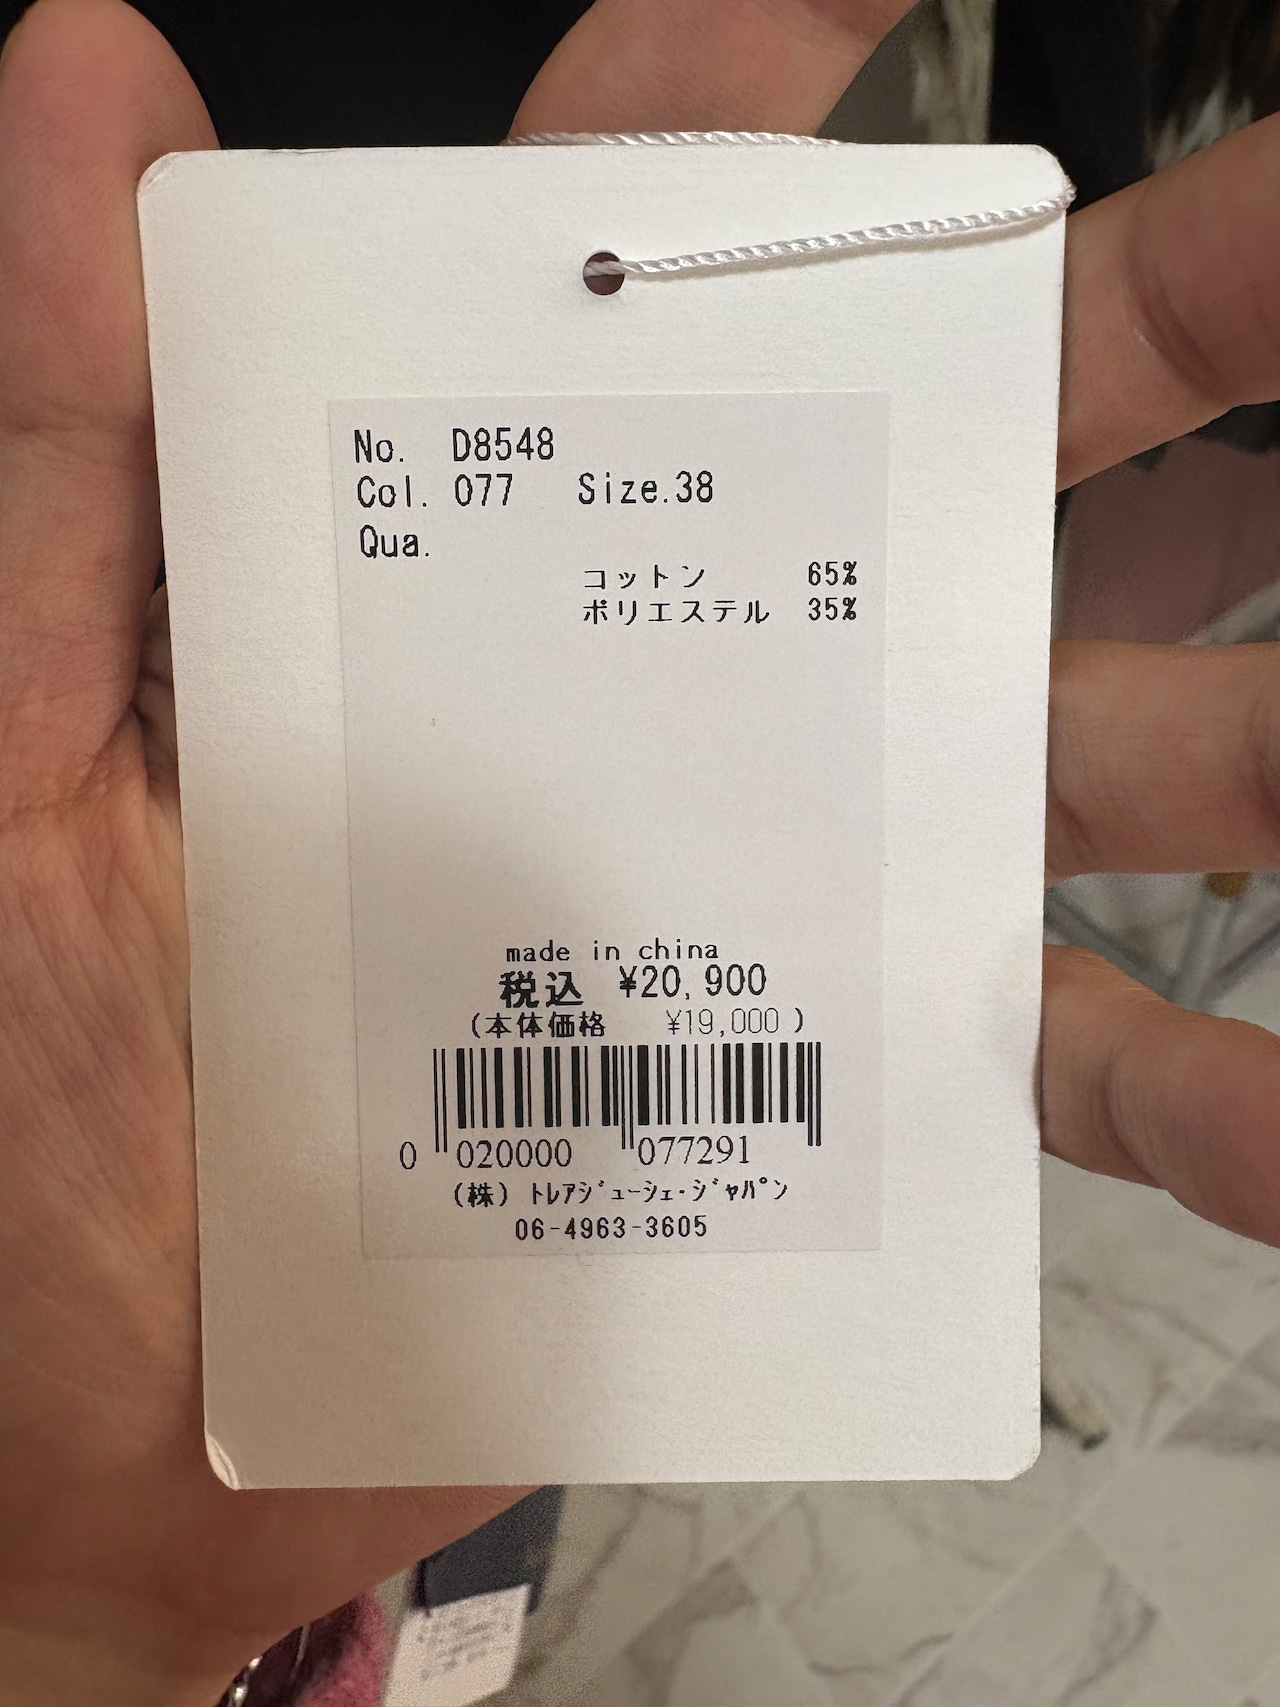 No. D8548
Col. 077 Size.38
Qua.
コットン 65%
ポリエステル 35%
made in china
税込 ¥20,900
(本体価格 ¥19,000 )
0 020000 077291
(株) ﾄﾚｱｼﾞｭｰｼｪ･ｼﾞｬﾊﾟﾝ
06-4963-3605